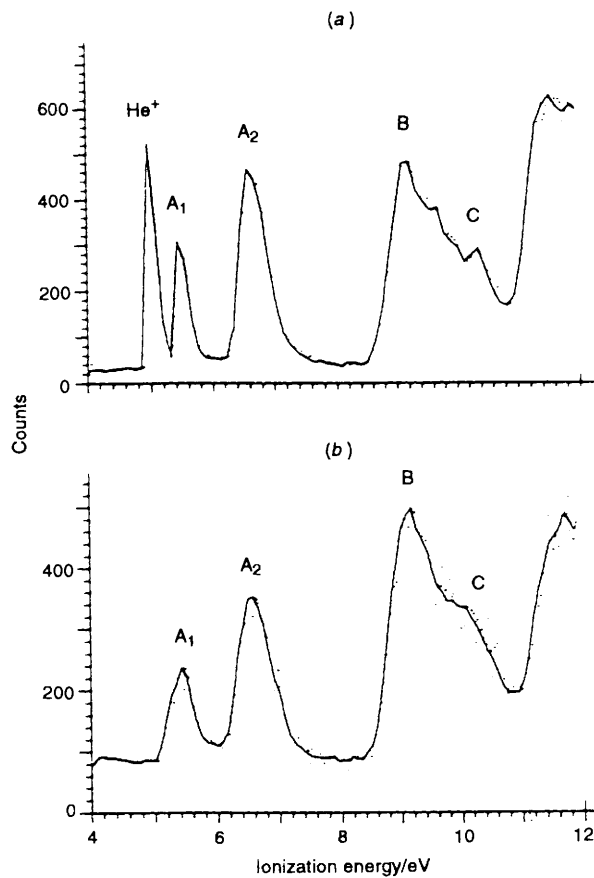 (a)
He+
A1
A2
B
C
600
400
200
0
Counts
(b)
B
A2
C
A1
400
200
0
4 6 8 10 12
Ionization energy/eV